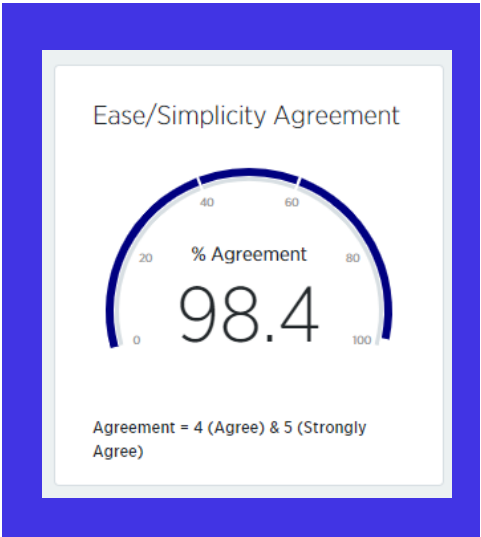 Ease/Simplicity Agreement
40 60
20 % Agreement 80
98.4
0 100
Agreement = 4 (Agree) & 5 (Strongly
Agree)